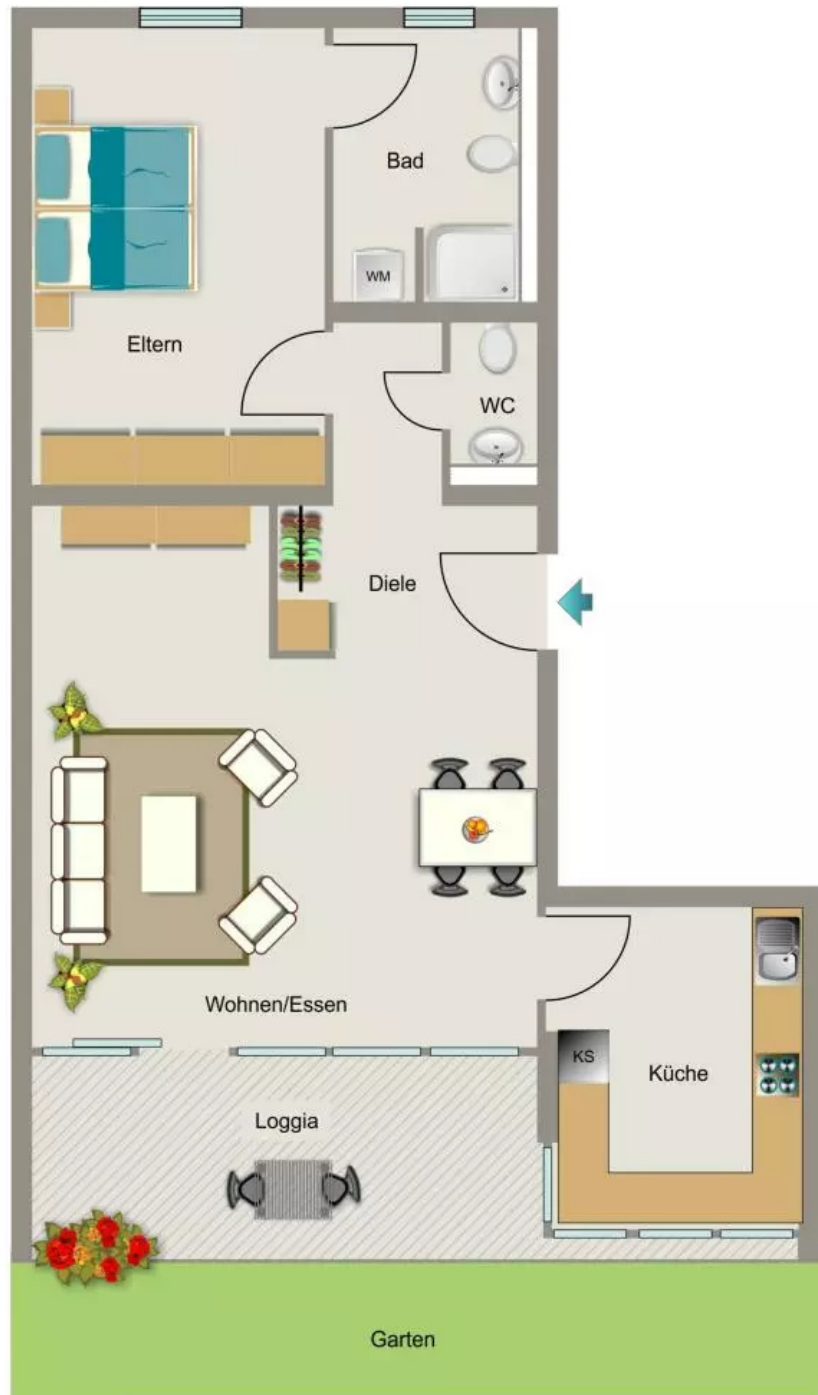 Bad
WM
Eltern
WC
Diele
Wohnen/Essen
KS
Küche
Loggia
Garten